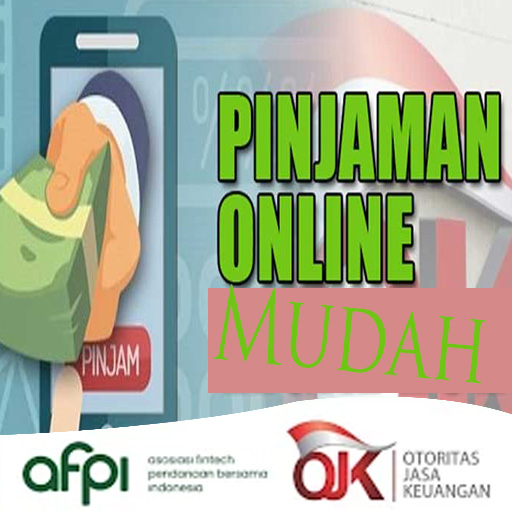 PINJAMAN
ONLINE
MUDAH
PINJAM
afpi
asosiasi fintech
pendanaan bersama
indonesia
OJK
OTORITAS
JASA
KEUANGAN